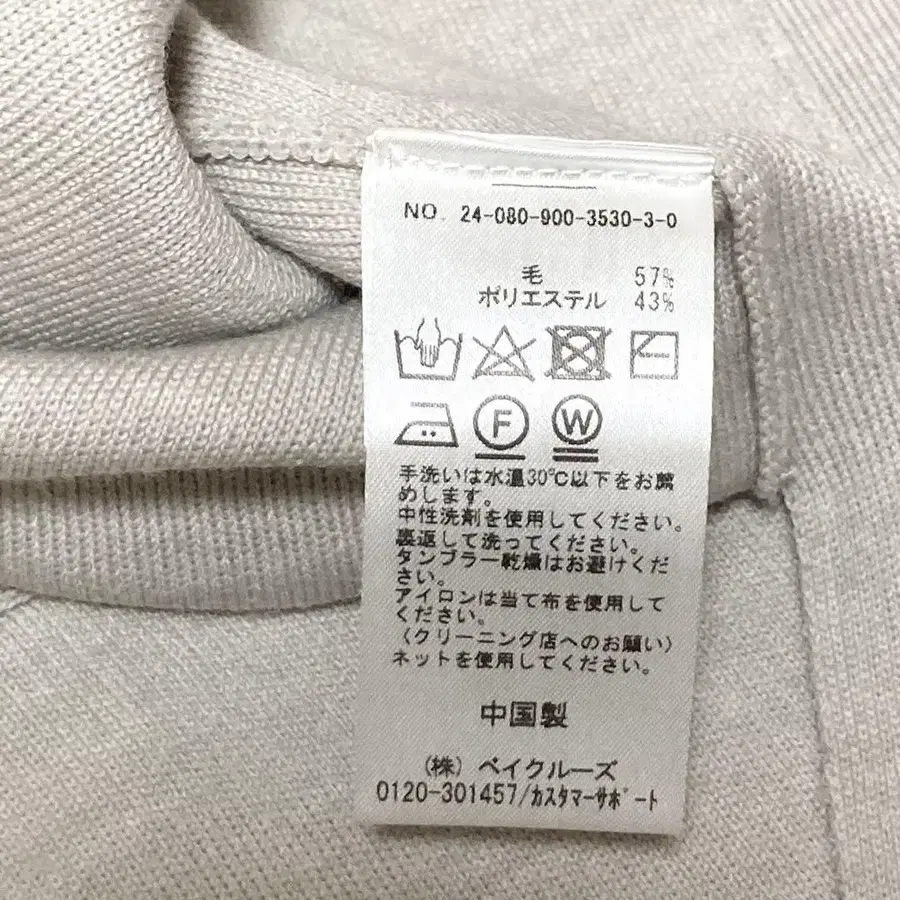 NO. 24-080-900-3530-3-0
毛 57%
ポリエステル 43%
F W
手洗いは水温30℃以下をお薦
めします。
中性洗剤を使用してください。
裏返して洗ってください。
タンブラー乾燥はお避けくだ
さい。
アイロンは当て布を使用して
ください。
〈クリーニング店へのお願い〉
ネットを使用してください。
中国製
(株) ベイクルーズ
0120-301457/カスタマーサポート